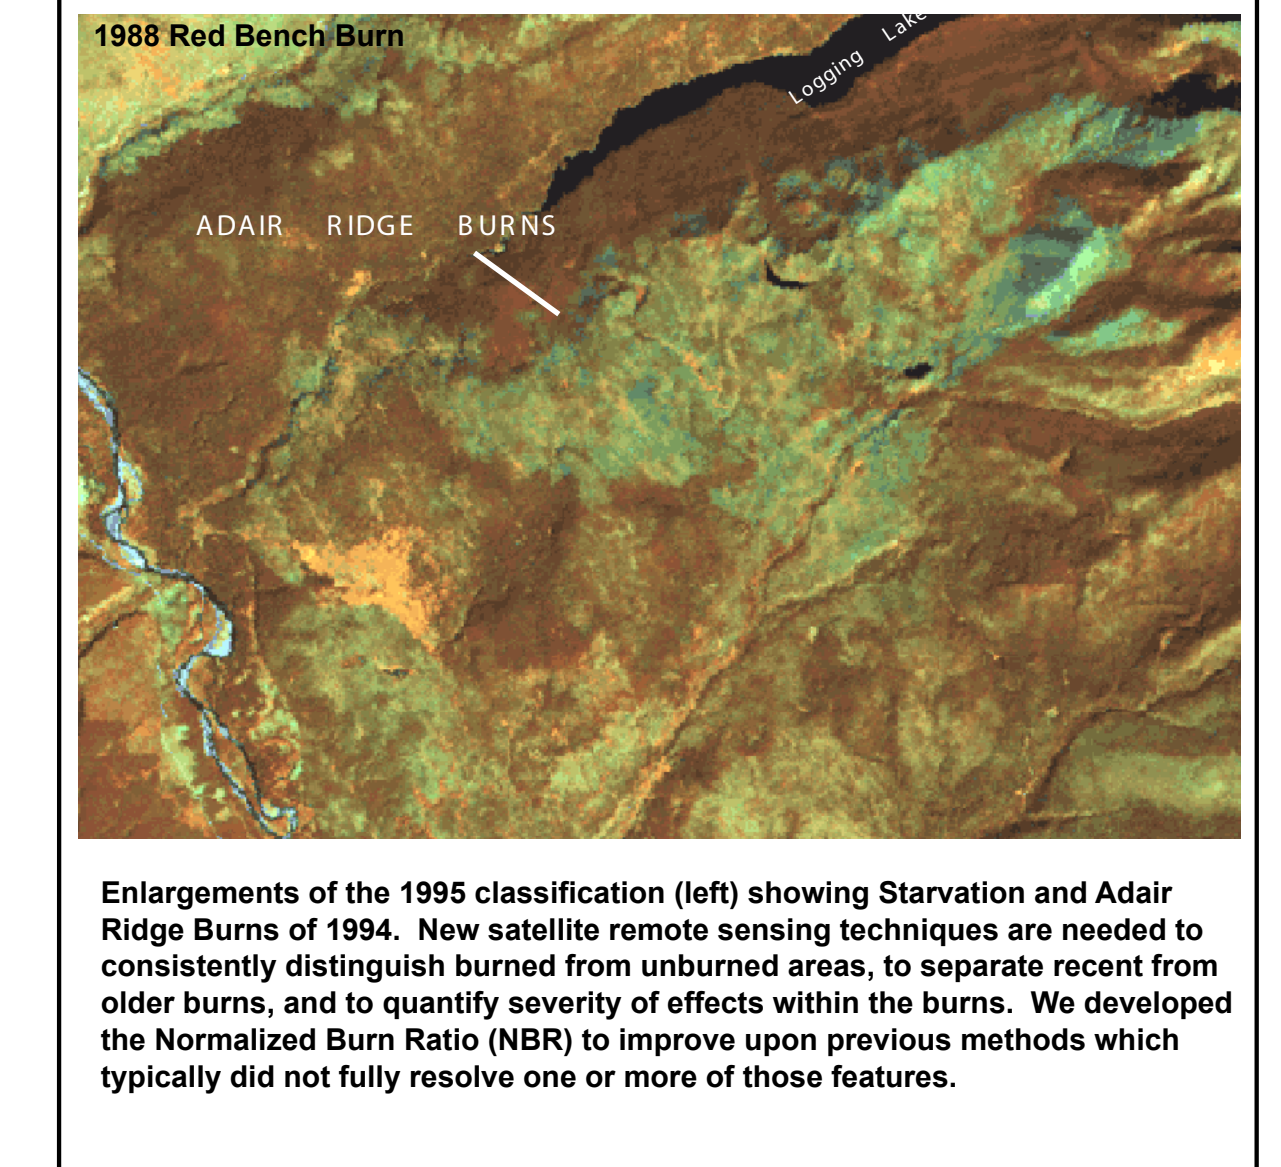 1988 Red Bench Burn
Logging Lake
ADAIR RIDGE BURNS
Enlargements of the 1995 classification (left) showing Starvation and Adair
Ridge Burns of 1994.  New satellite remote sensing techniques are needed to
consistently distinguish burned from unburned areas, to separate recent from
older burns, and to quantify severity of effects within the burns.  We developed
the Normalized Burn Ratio (NBR) to improve upon previous methods which
typically did not fully resolve one or more of those features.